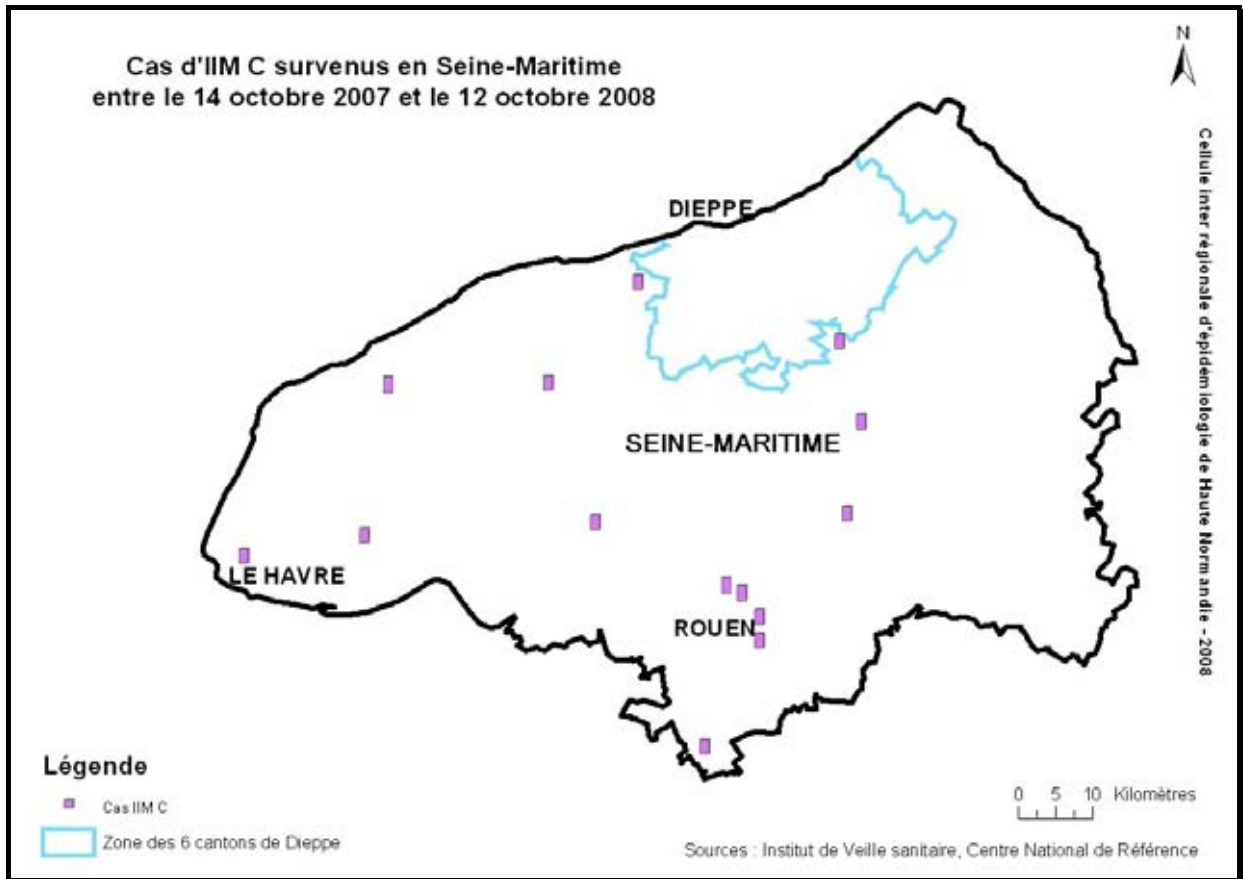 Cas d'IIM C survenus en Seine-Maritime
entre le 14 octobre 2007 et le 12 octobre 2008
N
Cellule inter régionale d'épidémiologie de Haute Normandie - 2008
DIEPPE
SEINE-MARITIME
LE HAVRE
ROUEN
Légende
Cas IIM C
Zone des 6 cantons de Dieppe
0 5 10 Kilomètres
Sources : Institut de Veille sanitaire, Centre National de Référence